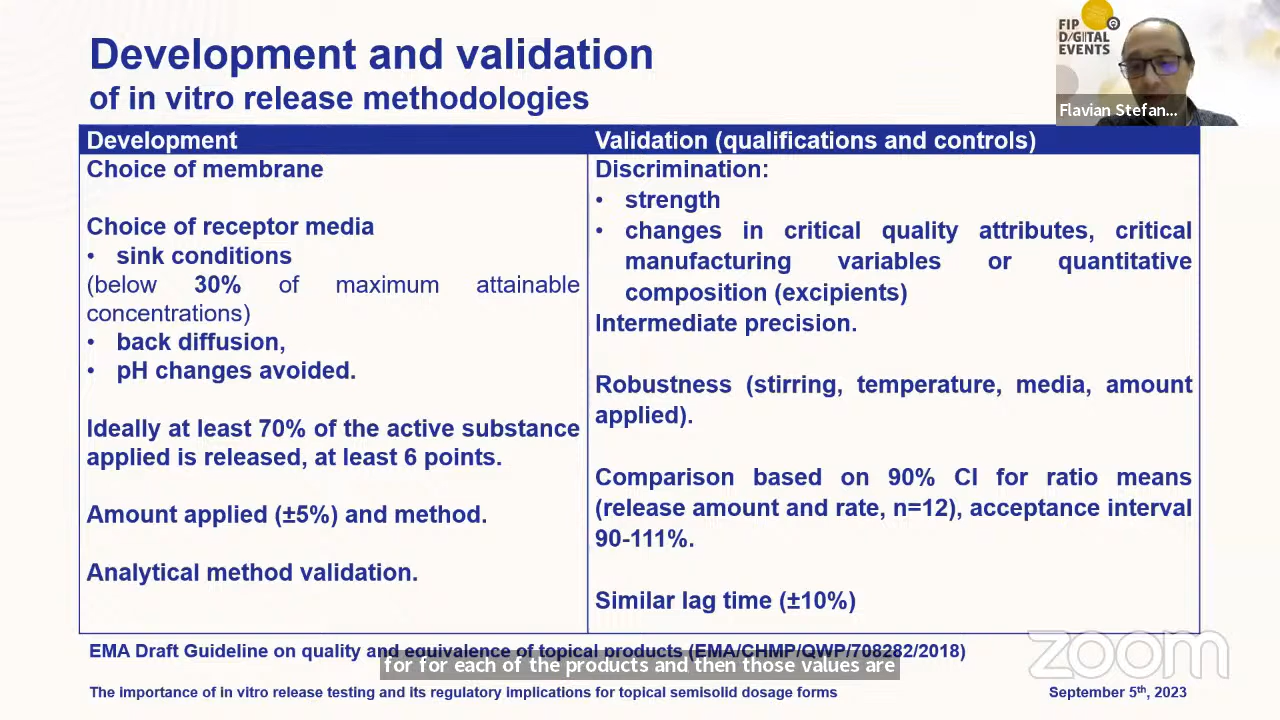 Development and validation
of in vitro release methodologies
FIP
DIGITAL
EVENTS
Flavian Stefan...
Development
Validation (qualifications and controls)
Choice of membrane
Choice of receptor media
• sink conditions
(below 30% of maximum attainable
concentrations)
• back diffusion,
• pH changes avoided.
Ideally at least 70% of the active substance
applied is released, at least 6 points.
Amount applied (±5%) and method.
Analytical method validation.
Discrimination:
• strength
• changes in critical quality attributes, critical
manufacturing variables or quantitative
composition (excipients)
Intermediate precision.
Robustness (stirring, temperature, media, amount
applied).
Comparison based on 90% CI for ratio means
(release amount and rate, n=12), acceptance interval
90-111%.
Similar lag time (±10%)
EMA Draft Guideline on quality and equivalence of topical products (EMA/CHMP/QWP/708282/2018)
for for each of the products and then those values are
zoom
The importance of in vitro release testing and its regulatory implications for topical semisolid dosage forms
September 5th, 2023